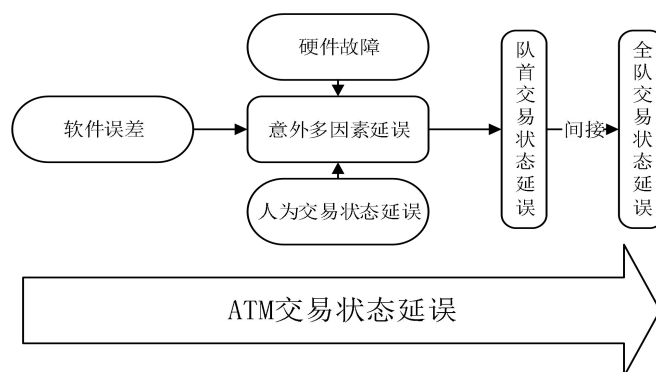 硬件故障
软件误差
意外多因素延误
人为交易状态延误
队首交易状态延误
间接
全队交易状态延误
ATM交易状态延误